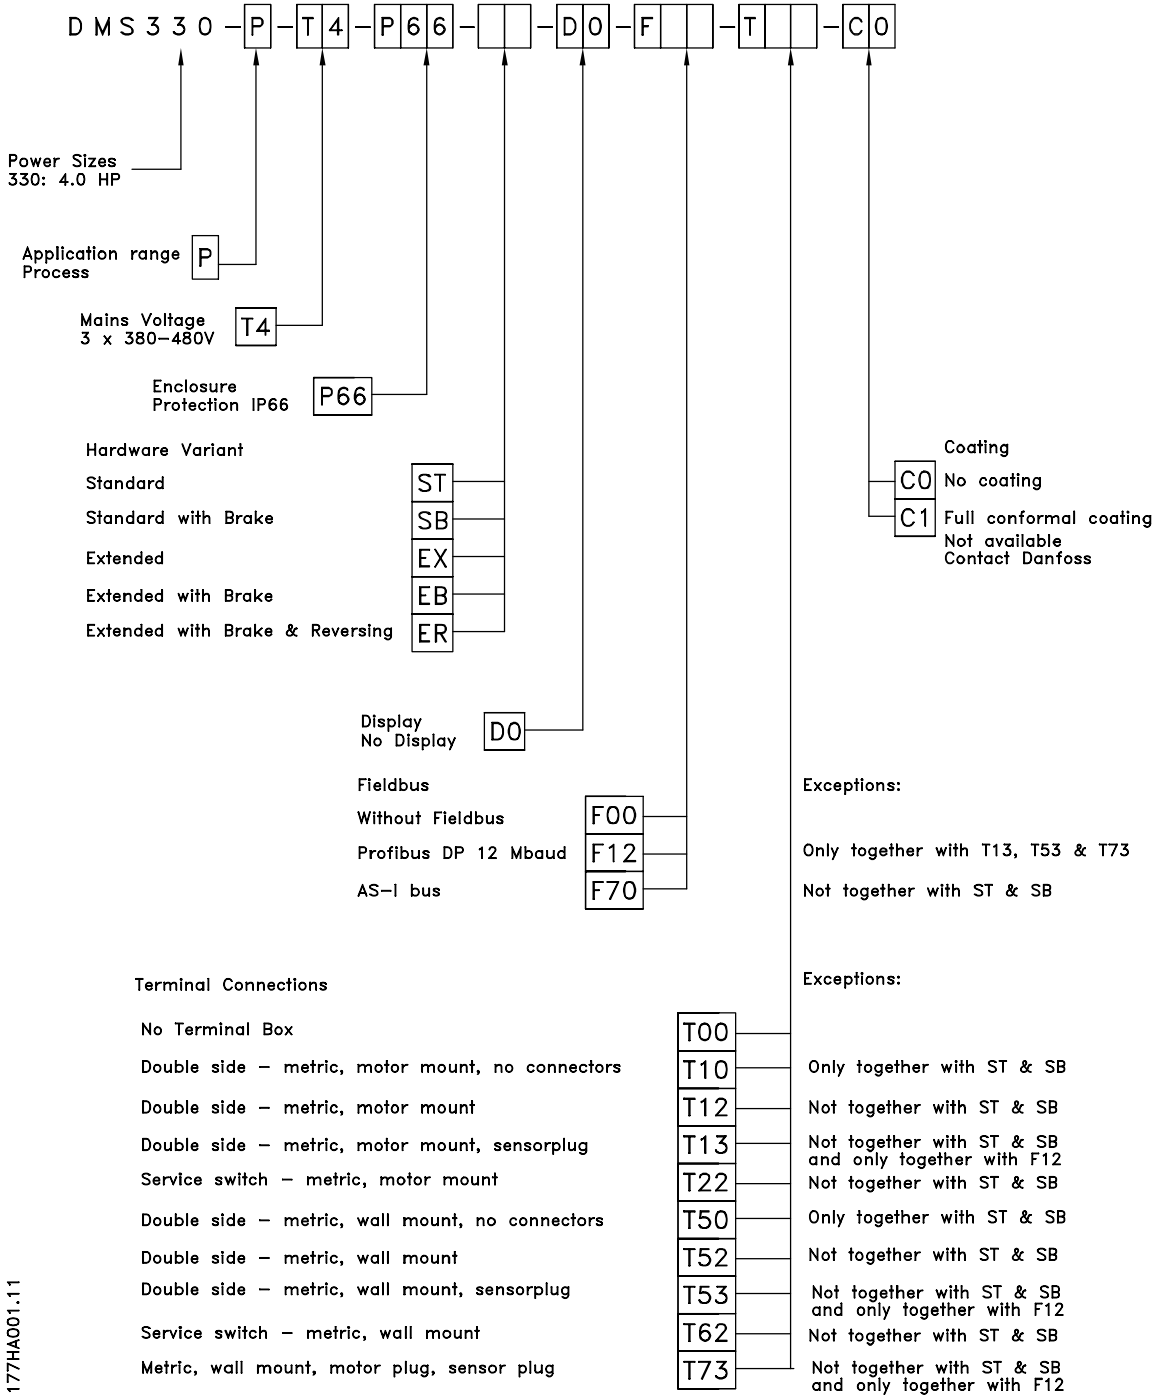 DMS330-P-T4-P66-  -D0-F  -T  -C0
Power Sizes
330: 4.0 HP
Application range
Process
P
Mains Voltage
3 x 380-480V
T4
Enclosure
Protection IP66
P66
Hardware Variant
Standard ST
Standard with Brake SB
Extended EX
Extended with Brake EB
Extended with Brake & Reversing ER
Coating
C0 No coating
C1 Full conformal coating
Not available
Contact Danfoss
Display
No Display
D0
Fieldbus Exceptions:
Without Fieldbus F00
Profibus DP 12 Mbaud F12 Only together with T13, T53 & T73
AS-I bus F70 Not together with ST & SB
Terminal Connections Exceptions:
No Terminal Box T00
Double side - metric, motor mount, no connectors T10 Only together with ST & SB
Double side - metric, motor mount T12 Not together with ST & SB
Double side - metric, motor mount, sensorplug T13 Not together with ST & SB
and only together with F12
Service switch - metric, motor mount T22 Not together with ST & SB
Double side - metric, wall mount, no connectors T50 Only together with ST & SB
Double side - metric, wall mount T52 Not together with ST & SB
Double side - metric, wall mount, sensorplug T53 Not together with ST & SB
and only together with F12
Service switch - metric, wall mount T62 Not together with ST & SB
Metric, wall mount, motor plug, sensor plug T73 Not together with ST & SB
and only together with F12
177HA001.11